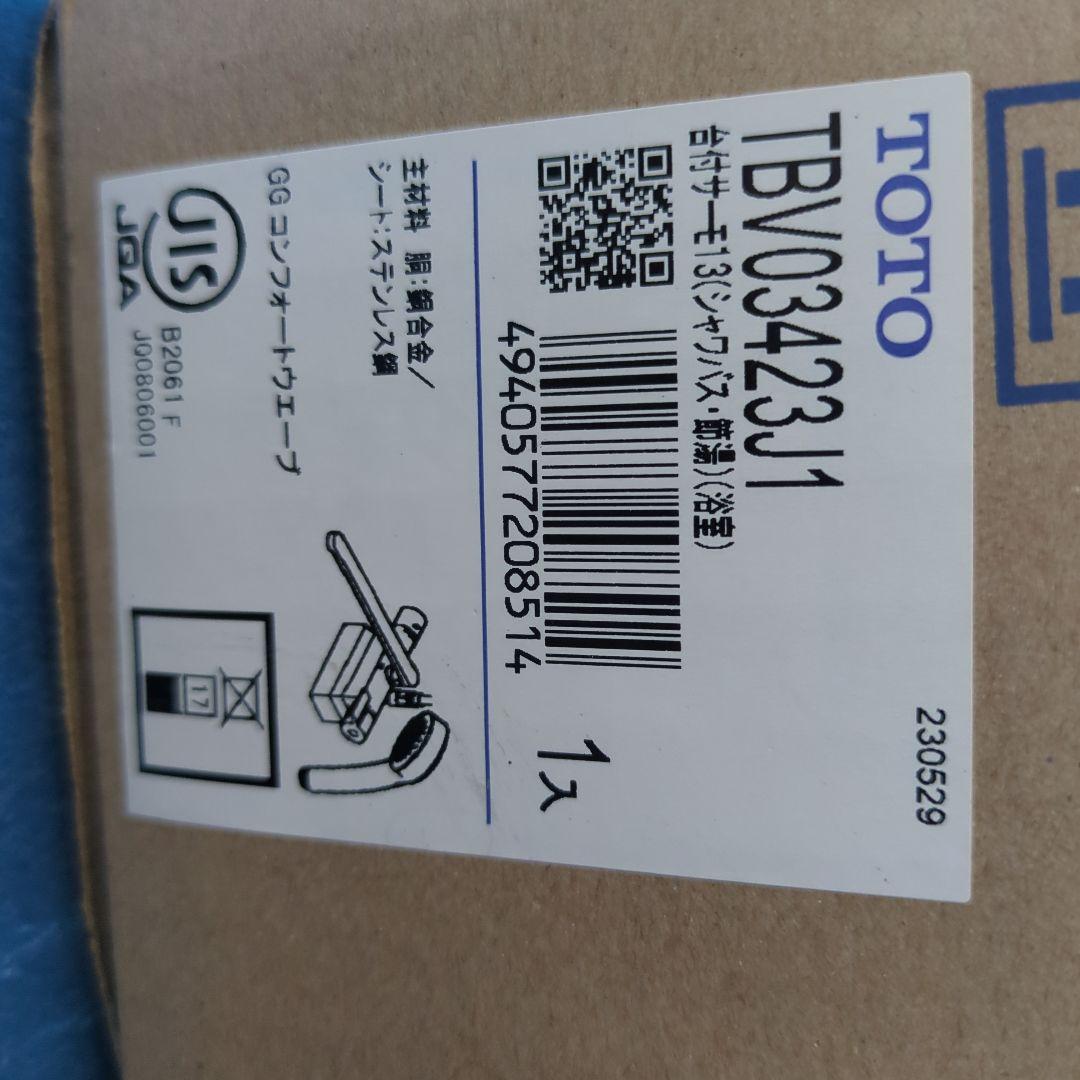 TOTO
TBV03423J1
台付サーモ13(シャワバス・節湯)(浴室)
4940577208514
1入
230529
主材料 胴:銅合金/
シート:ステンレス鋼
GG コンフォートウエーブ
JIS
JGA
B2061 F
JQ0806001
17